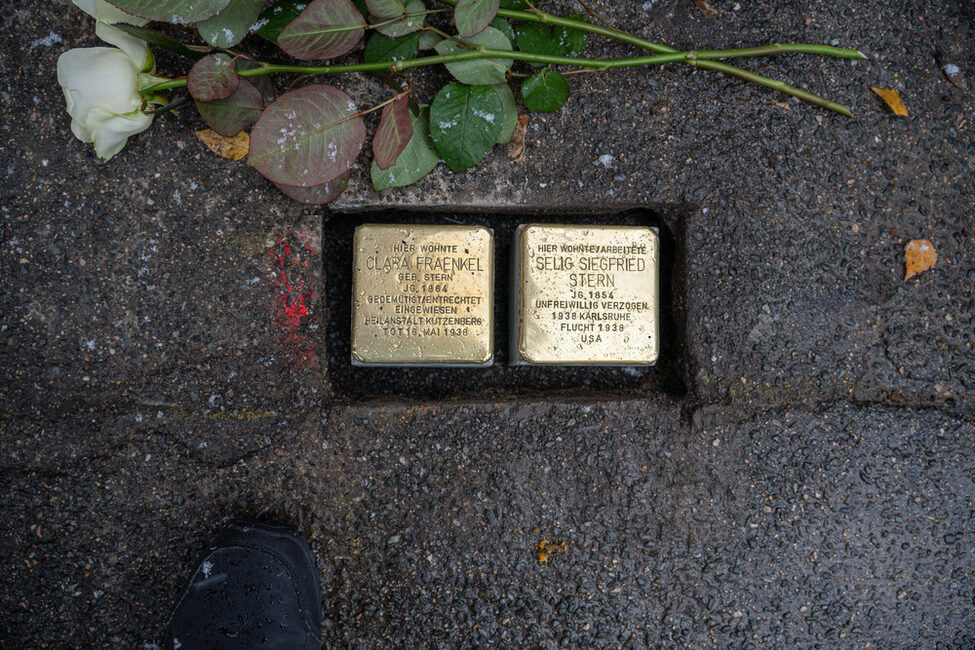 HIER WOHNTE
CLARA FRAENKEL
GEB. STERN
JG. 1864
GEDEMÜTIGT/ENTRECHTET
EINGEWIESEN
HEILANSTALT KUTZENBERG
TOT 16. MAI 1938
HIER WOHNTE/ARBEITETE
SELIG SIEGFRIED
STERN
JG. 1854
UNFREIWILLIG VERZOGEN
1938 KARLSRUHE
FLUCHT 1939
USA